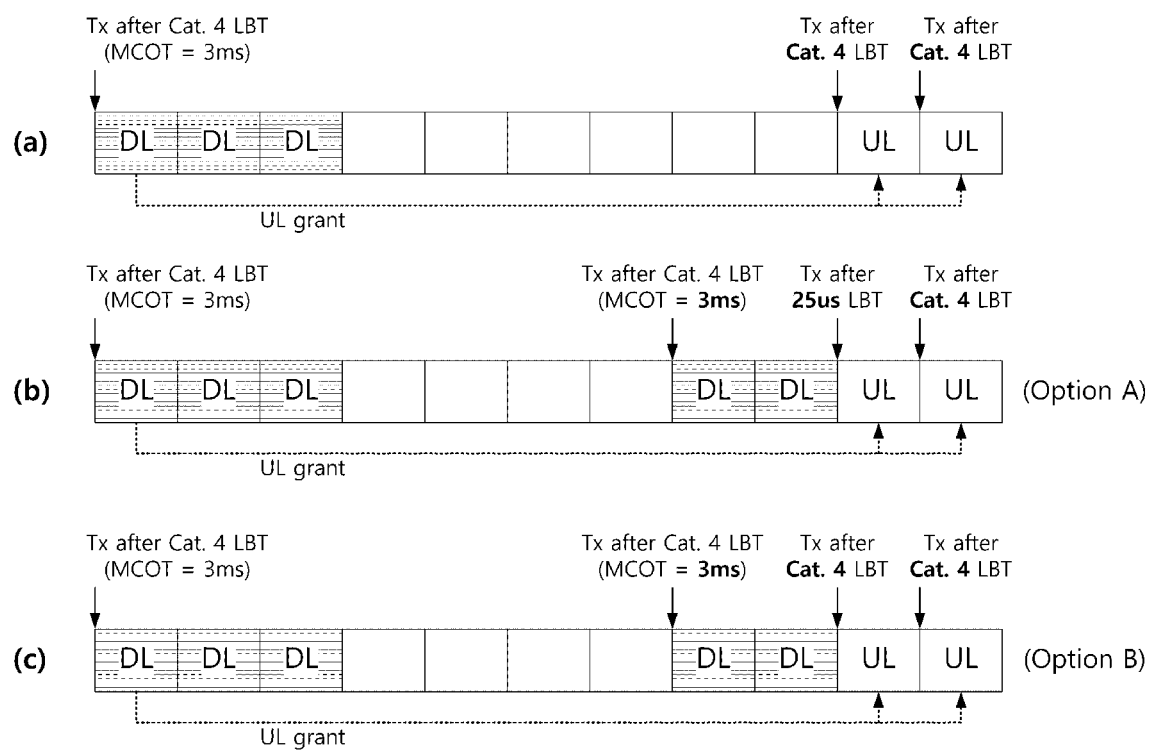 Tx after Cat. 4 LBT
(MCOT = 3ms)
Tx after
Cat. 4 LBT
Tx after
Cat. 4 LBT
(a)
DL DL DL UL UL
UL grant
Tx after Cat. 4 LBT
(MCOT = 3ms)
Tx after Cat. 4 LBT
(MCOT = 3ms)
Tx after
25us LBT
Tx after
Cat. 4 LBT
(b)
DL DL DL DL DL UL UL
(Option A)
UL grant
Tx after Cat. 4 LBT
(MCOT = 3ms)
Tx after Cat. 4 LBT
(MCOT = 3ms)
Tx after
Cat. 4 LBT
Tx after
Cat. 4 LBT
(c)
DL DL DL DL DL UL UL
(Option B)
UL grant